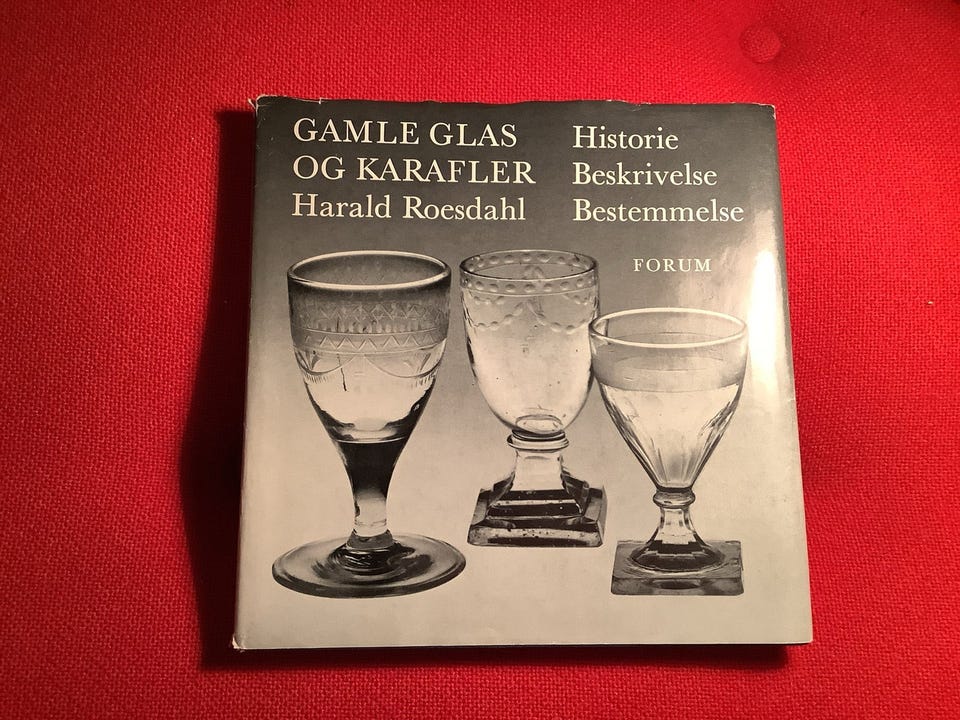 GAMLE GLAS
OG KARAFLER
Harald Roesdahl
Historie
Beskrivelse
Bestemmelse
FORUM